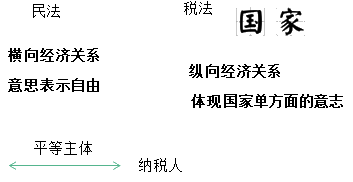 民法
横向经济关系
意思表示自由
平等主体
税法
国家
纵向经济关系
体现国家单方面的意志
纳税人